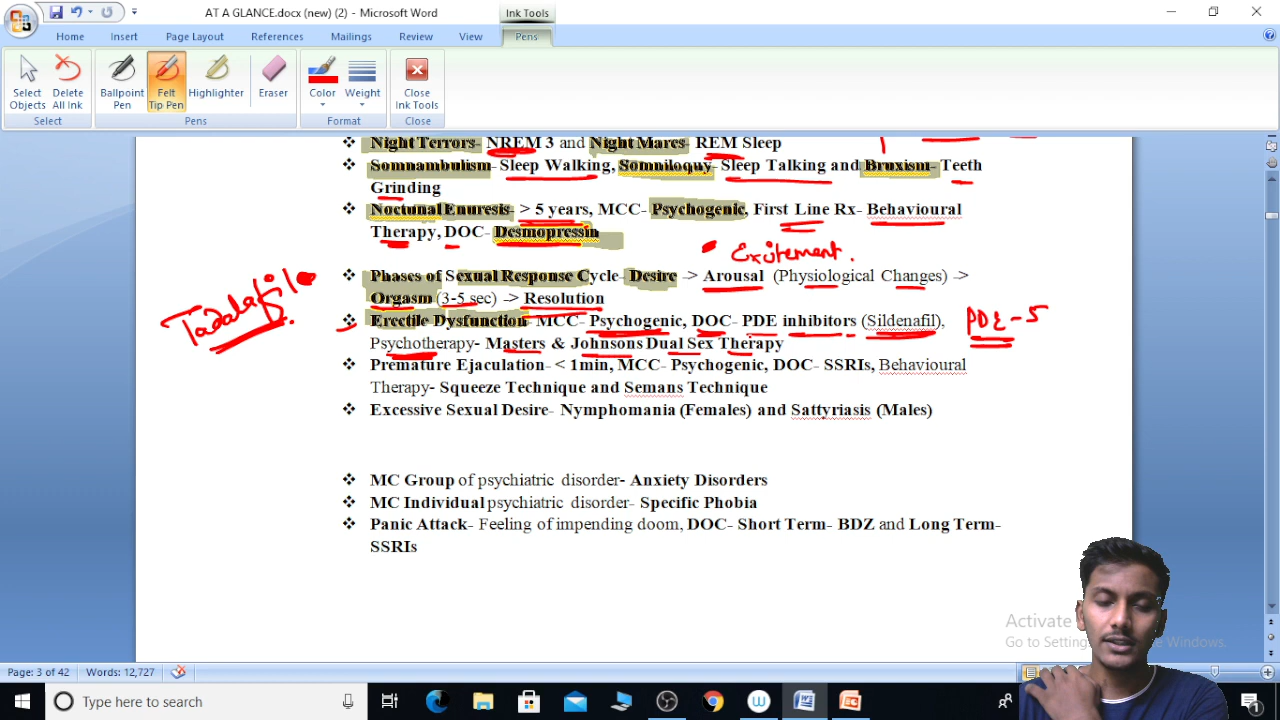 AT A GLANCE.docx (new) (2) - Microsoft Word
Ink Tools
Home Insert Page Layout References Mailings Review View Pens
Select Objects
Delete All Ink
Ballpoint Pen
Felt Tip Pen
Highlighter
Eraser
Color
Weight
Close Ink Tools
Select Pens Format Close
Night Terrors- NREM 3 and Night Mares- REM Sleep
Somnambulism- Sleep Walking, Somniloquy- Sleep Talking and Bruxism- Teeth
Grinding
Noctunal Enuresis- > 5 years, MCC- Psychogenic, First Line Rx- Behavioural
Therapy, DOC- Desmopressin
Excitement.
Phases of Sexual Response Cycle- Desire -> Arousal (Physiological Changes) ->
Orgasm (3-5 sec) -> Resolution
Tadalafil
Erectile Dysfunction- MCC- Psychogenic, DOC- PDE inhibitors (Sildenafil),
PDE-5
Psychotherapy- Masters & Johnsons Dual Sex Therapy
Premature Ejaculation- < 1min, MCC- Psychogenic, DOC- SSRIs, Behavioural
Therapy- Squeeze Technique and Semans Technique
Excessive Sexual Desire- Nymphomania (Females) and Sattyriasis (Males)
MC Group of psychiatric disorder- Anxiety Disorders
MC Individual psychiatric disorder- Specific Phobia
Panic Attack- Feeling of impending doom, DOC- Short Term- BDZ and Long Term-
SSRIs
Activate
Go to Setting Windows.
Page: 3 of 42 Words: 12,727
Type here to search